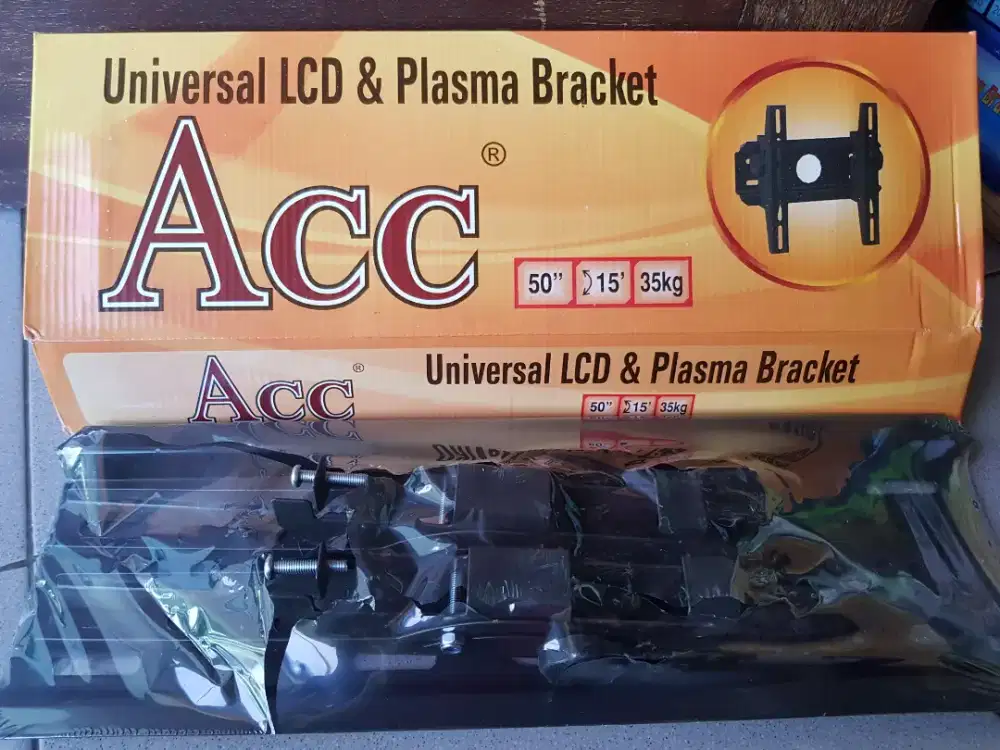 Universal LCD & Plasma Bracket
Acc®
50" 15' 35kg
Acc®
Universal LCD & Plasma Bracket
50" 15' 35kg